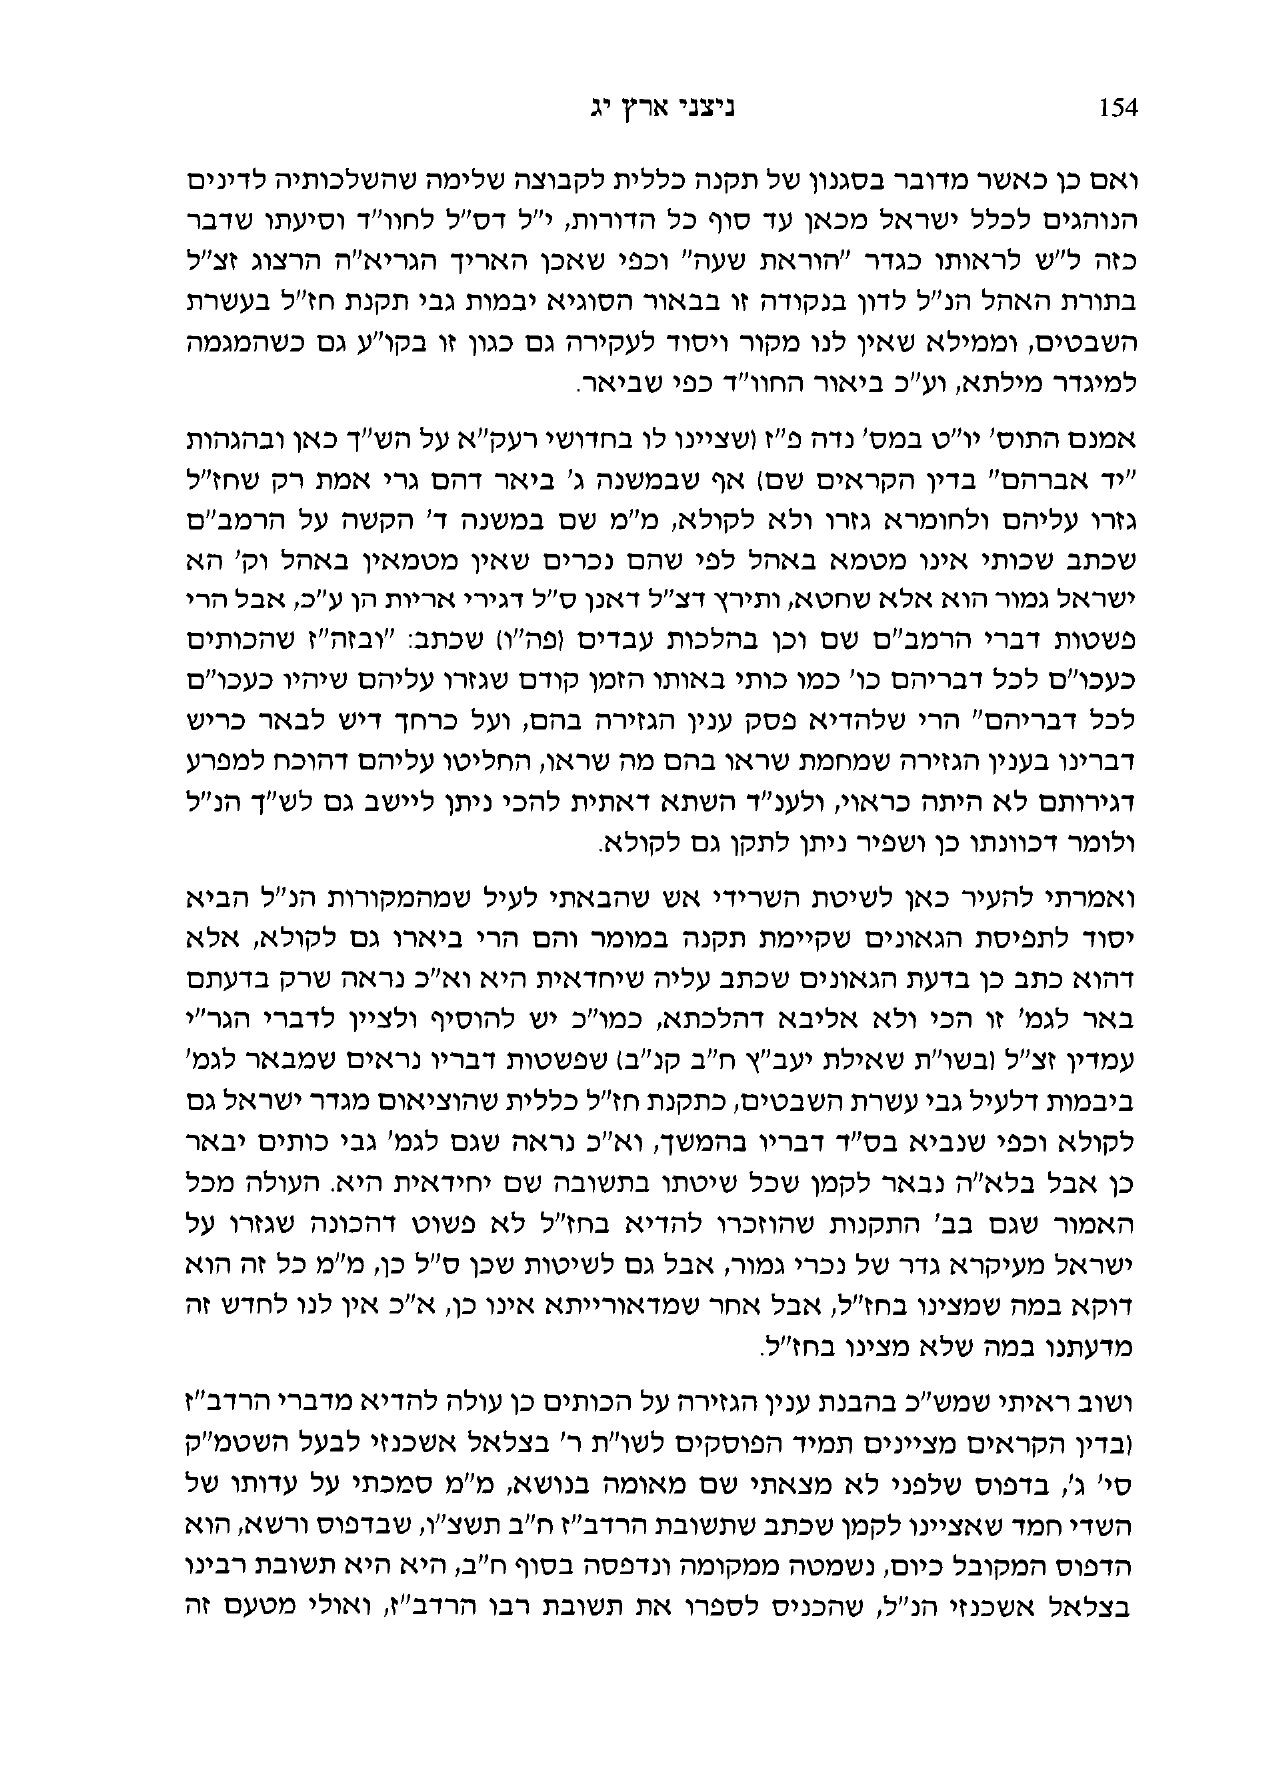 154 ניצני ארץ יג
ואם כן כאשר מדובר בסגנון של תקנה כללית לקבוצה שלימה שהשלכותיה לדינים
הנוהגים לכלל ישראל מכאן עד סוף כל הדורות, י"ל דס"ל לחוו"ד וסיעתו שדבר
כזה ל"ש לראותו כגדר "הוראת שעה" וכפי שאכן האריך הגריא"ה הרצוג זצ"ל
בתורת האהל הנ"ל לדון בנקודה זו בבאור הסוגיא יבמות גבי תקנת חז"ל בעשרת
השבטים, וממילא שאין לנו מקור ויסוד לעקירה גם כגון זו בקו"ע גם כשהמגמה
למיגדר מילתא, וע"כ ביאור החוו"ד כפי שביאר.
אמנם התוס' יו"ט במס' נדה פ"ז (שציינו לו בחדושי רעק"א על הש"ך כאן ובהגהות
"יד אברהם" בדין הקראים שם) אף שבמשנה ג' ביאר דהם גרי אמת רק שחז"ל
גזרו עליהם ולחומרא גזרו ולא לקולא, מ"מ שם במשנה ד' הקשה על הרמב"ם
שכתב שכותי אינו מטמא באהל לפי שהם נכרים שאין מטמאין באהל וק' הא
ישראל גמור הוא אלא שחטא, ותירץ דצ"ל דאנן ס"ל דגירי אריות הן ע"כ, אבל הרי
פשטות דברי הרמב"ם שם וכן בהלכות עבדים (פה"ו) שכתב: "ובזה"ז שהכותים
כעכו"ם לכל דבריהם כו' כמו כותי באותו הזמן קודם שגזרו עליהם שיהיו כעכו"ם
לכל דבריהם" הרי שלהדיא פסק ענין הגזירה בהם, ועל כרחך דיש לבאר כריש
דברינו בענין הגזירה שמחמת שראו בהם מה שראו, החליטו עליהם דהוכח למפרע
דגירותם לא היתה כראוי, ולענ"ד השתא דאתית להכי ניתן ליישב גם לש"ך הנ"ל
ולומר דכוונתו כן ושפיר ניתן לתקן גם לקולא.
ואמרתי להעיר כאן לשיטת השרידי אש שהבאתי לעיל שמהמקורות הנ"ל הביא
יסוד לתפיסת הגאונים שקיימת תקנה במומר והם הרי ביארו גם לקולא, אלא
דהוא כתב כן בדעת הגאונים שכתב עליה שיחדאית היא וא"כ נראה שרק בדעתם
באר לגמ' זו הכי ולא אליבא דהלכתא, כמו"כ יש להוסיף ולציין לדברי הגר"י
עמדין זצ"ל (בשו"ת שאילת יעב"ץ ח"ב קנ"ב) שפשטות דבריו נראים שמבאר לגמ'
ביבמות דלעיל גבי עשרת השבטים, כתקנת חז"ל כללית שהוציאום מגדר ישראל גם
לקולא וכפי שנביא בס"ד דבריו בהמשך, וא"כ נראה שגם לגמ' גבי כותים יבאר
כן אבל בלא"ה נבאר לקמן שכל שיטתו בתשובה שם יחידאית היא. העולה מכל
האמור שגם בב' התקנות שהוזכרו להדיא בחז"ל לא פשוט דהכונה שגזרו על
ישראל מעיקרא גדר של נכרי גמור, אבל גם לשיטות שכן ס"ל כן, מ"מ כל זה הוא
דוקא במה שמצינו בחז"ל, אבל אחר שמדאורייתא אינו כן, א"כ אין לנו לחדש זה
מדעתנו במה שלא מצינו בחז"ל.
ושוב ראיתי שמש"כ בהבנת ענין הגזירה על הכותים כן עולה להדיא מדברי הרדב"ז
(בדין הקראים מציינים תמיד הפוסקים לשו"ת ר' בצלאל אשכנזי לבעל השטמ"ק
סי' ג', בדפוס שלפני לא מצאתי שם מאומה בנושא, מ"מ סמכתי על עדותו של
השדי חמד שאציינו לקמן שכתב שתשובת הרדב"ז ח"ב תשצ"ו, שבדפוס ורשא, הוא
הדפוס המקובל כיום, נשמטה ממקומה ונדפסה בסוף ח"ב, היא היא תשובת רבינו
בצלאל אשכנזי הנ"ל, שהכניס לספרו את תשובת רבו הרדב"ז, ואולי מטעם זה